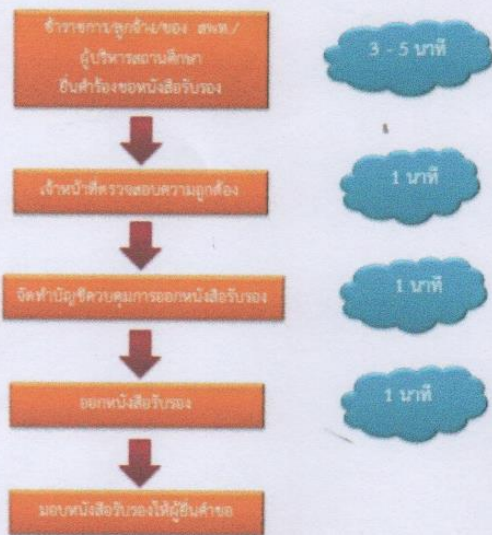 ข้าราชการ/ลูกจ้าง/ของ สพท./
ผู้บริหารสถานศึกษา
ยื่นคำร้องขอหนังสือรับรอง
3 - 5 นาที
เจ้าหน้าที่ตรวจสอบความถูกต้อง
1 นาที
จัดทำบัญชีควบคุมการออกหนังสือรับรอง
1 นาที
ออกหนังสือรับรอง
1 นาที
มอบหนังสือรับรองให้ผู้ยื่นคำขอ